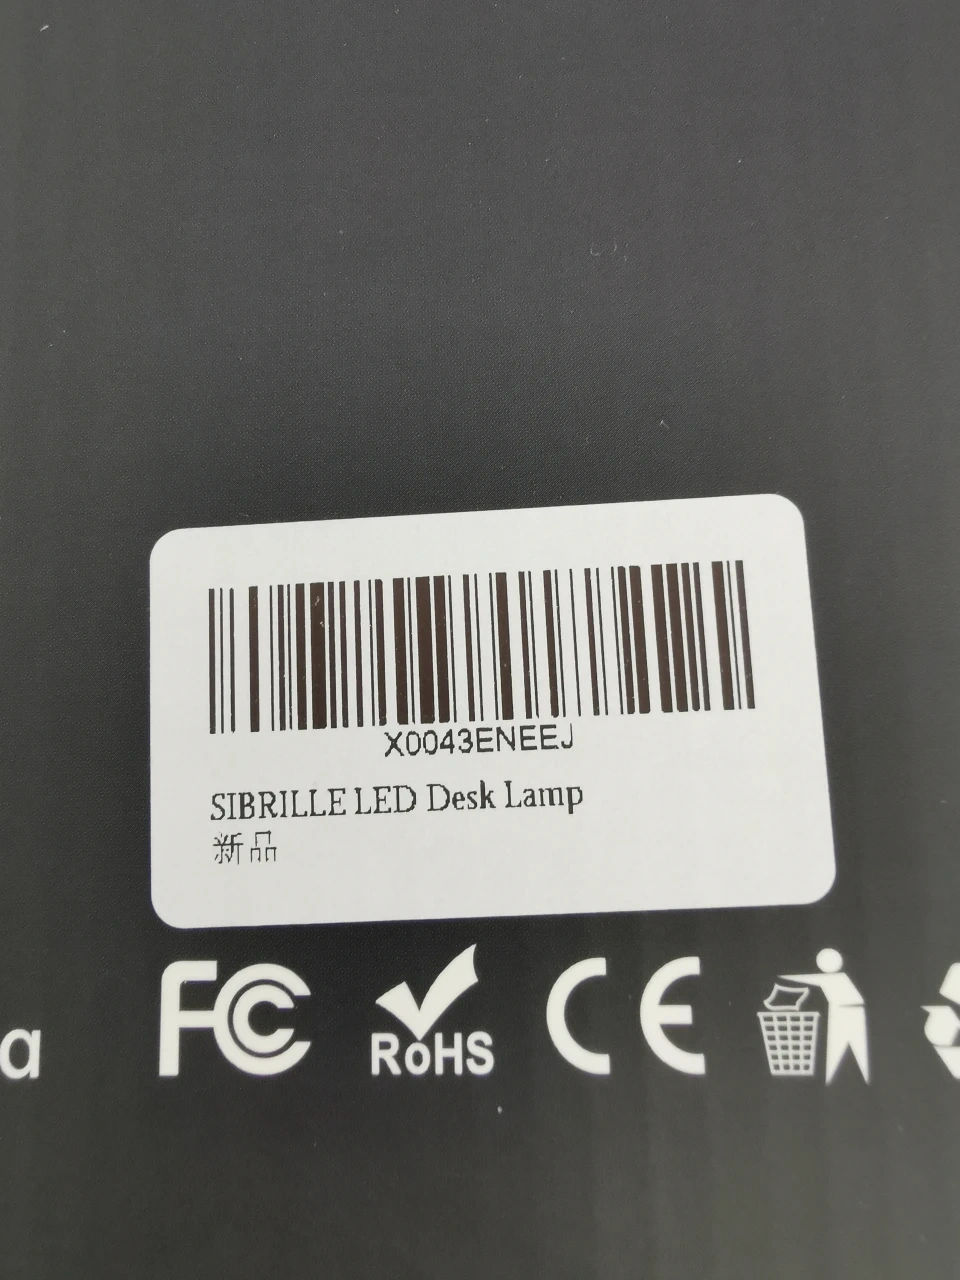 X0043ENEEJ
SIBRILLE LED Desk Lamp
新品
a FC RoHS CE